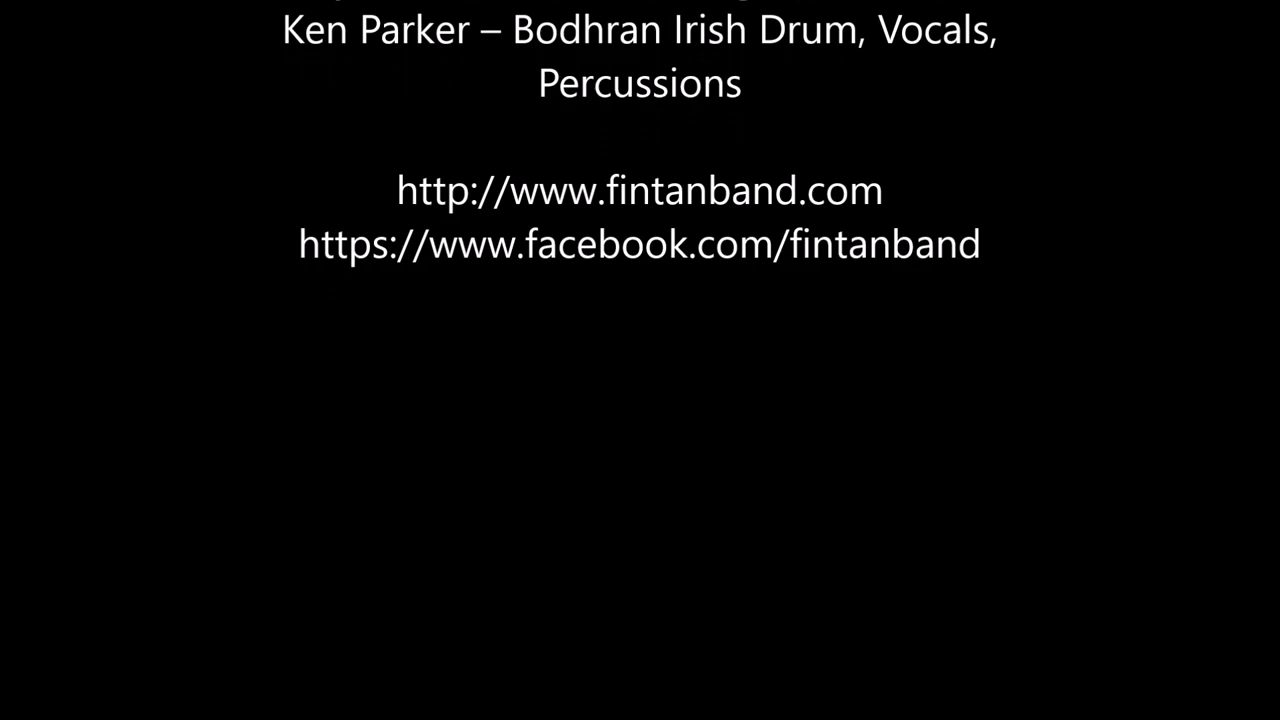 Ken Parker – Bodhran Irish Drum, Vocals,
Percussions
http://www.fintanband.com
https://www.facebook.com/fintanband